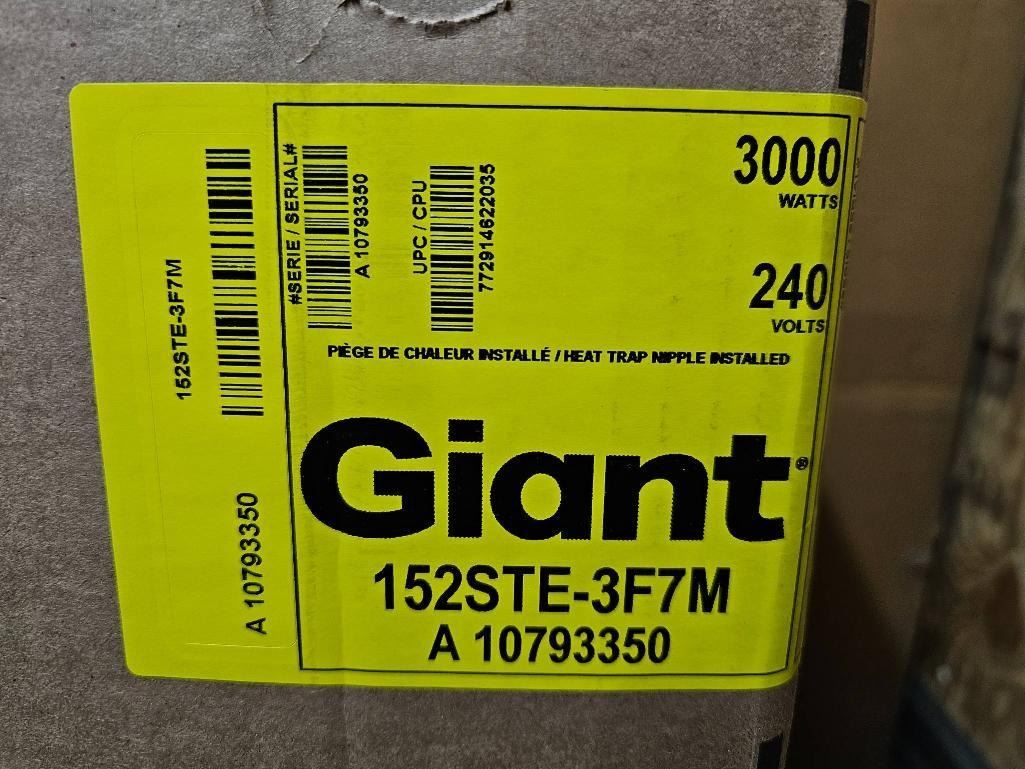 152STE-3F7M
A 10793350
#SERIE / SERIAL#
A 10793350
UPC / CPU
772914622035
3000
WATTS
240
VOLTS
PIÈGE DE CHALEUR INSTALLÉ / HEAT TRAP NIPPLE INSTALLED
Giant®
152STE-3F7M
A 10793350